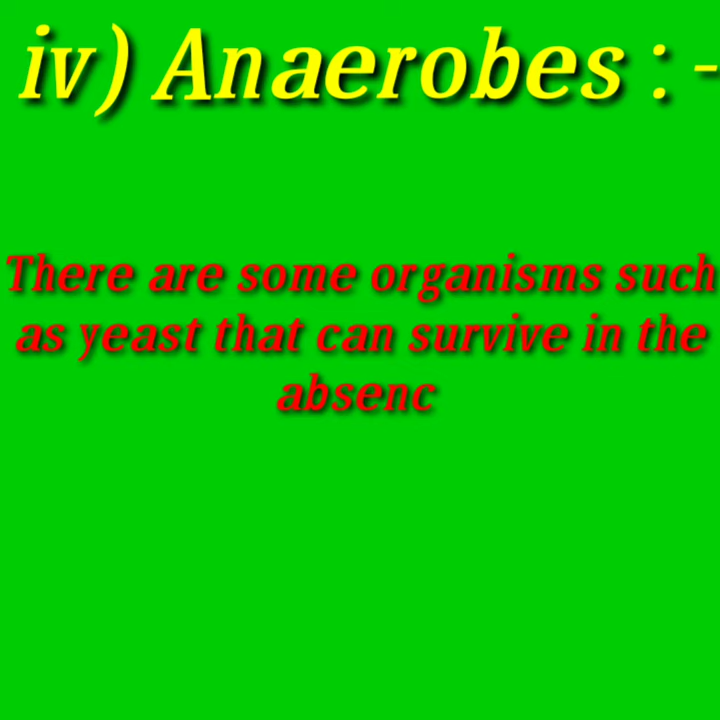 iv) Anaerobes : -
There are some organisms such
as yeast that can survive in the
absenc